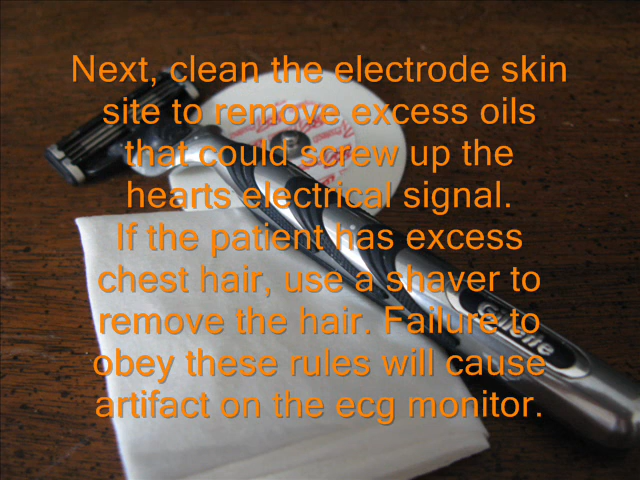 Next, clean the electrode skin
site to remove excess oils
that could screw up the
hearts electrical signal.
If the patient has excess
chest hair, use a shaver to
remove the hair. Failure to
obey these rules will cause
artifact on the ecg monitor.
Gillette